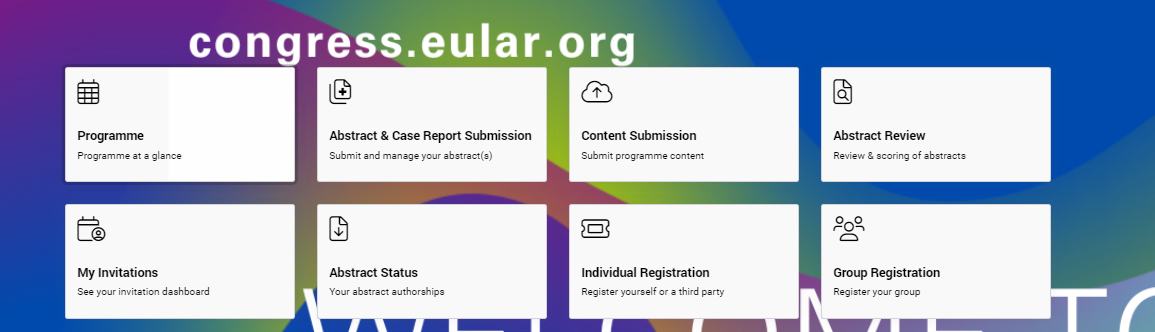 congress.eular.org
Programme
Programme at a glance
Abstract & Case Report Submission
Submit and manage your abstract(s)
Content Submission
Submit programme content
Abstract Review
Review & scoring of abstracts
My Invitations
See your invitation dashboard
Abstract Status
Your abstract authorships
Individual Registration
Register yourself or a third party
Group Registration
Register your group
WELCOME TO